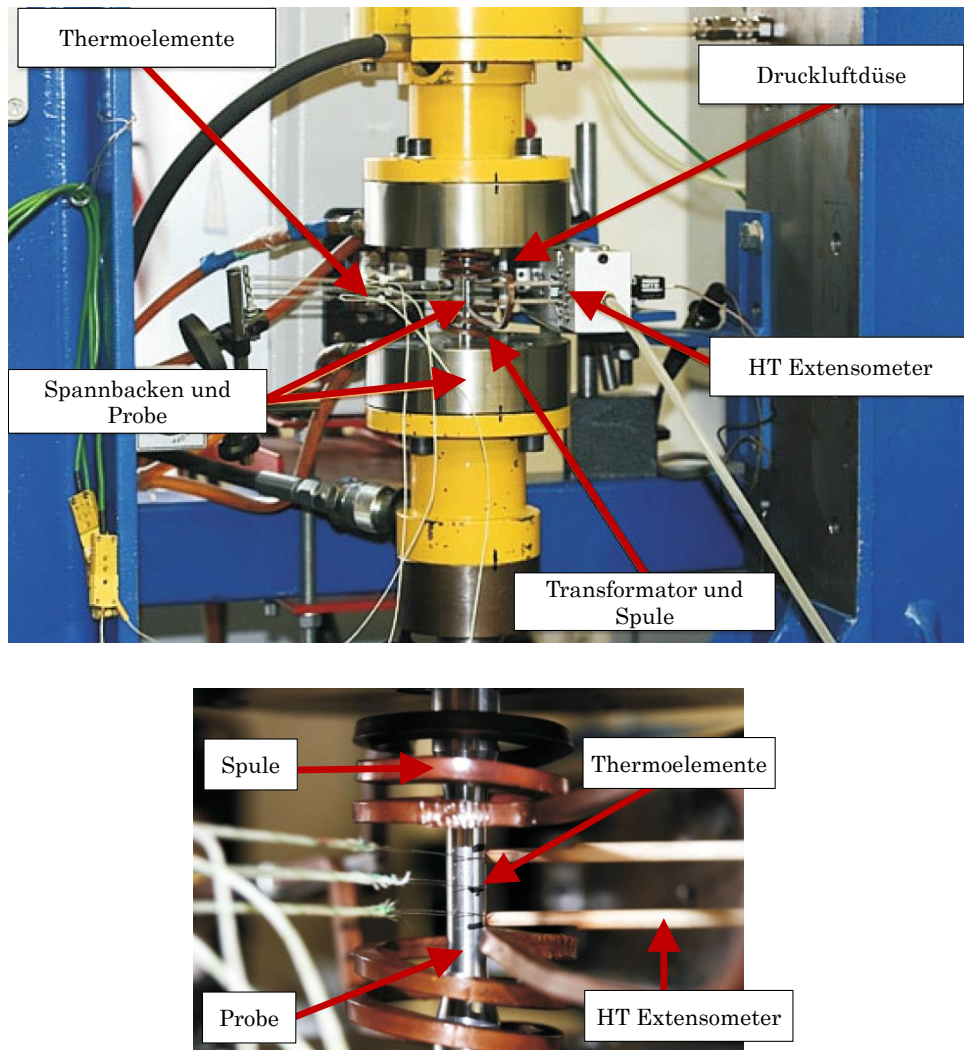 Thermoelemente
Druckluftdüse
Spannbacken und
Probe
HT Extensometer
Transformator und
Spule
Spule
Thermoelemente
Probe
HT Extensometer